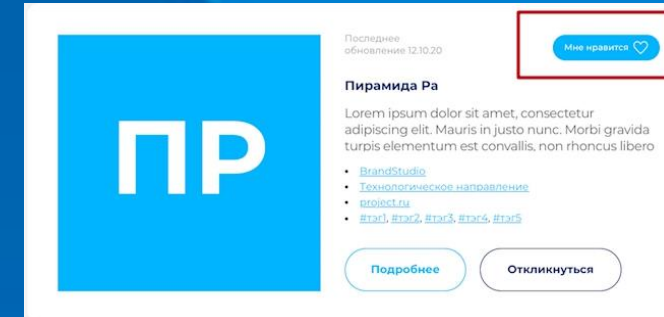 ПР
Последнее
обновление 12.10.20
Мне нравится
Пирамида Ра
Lorem ipsum dolor sit amet, consectetur
adipiscing elit. Mauris in justo nunc. Morbi gravida
turpis elementum est convallis, non rhoncus libero
• BrandStudio
• Технологическое направление
• project.ru
• #тэг1, #тэг2, #тэг3, #тэг4, #тэг5
Подробнее
Откликнуться